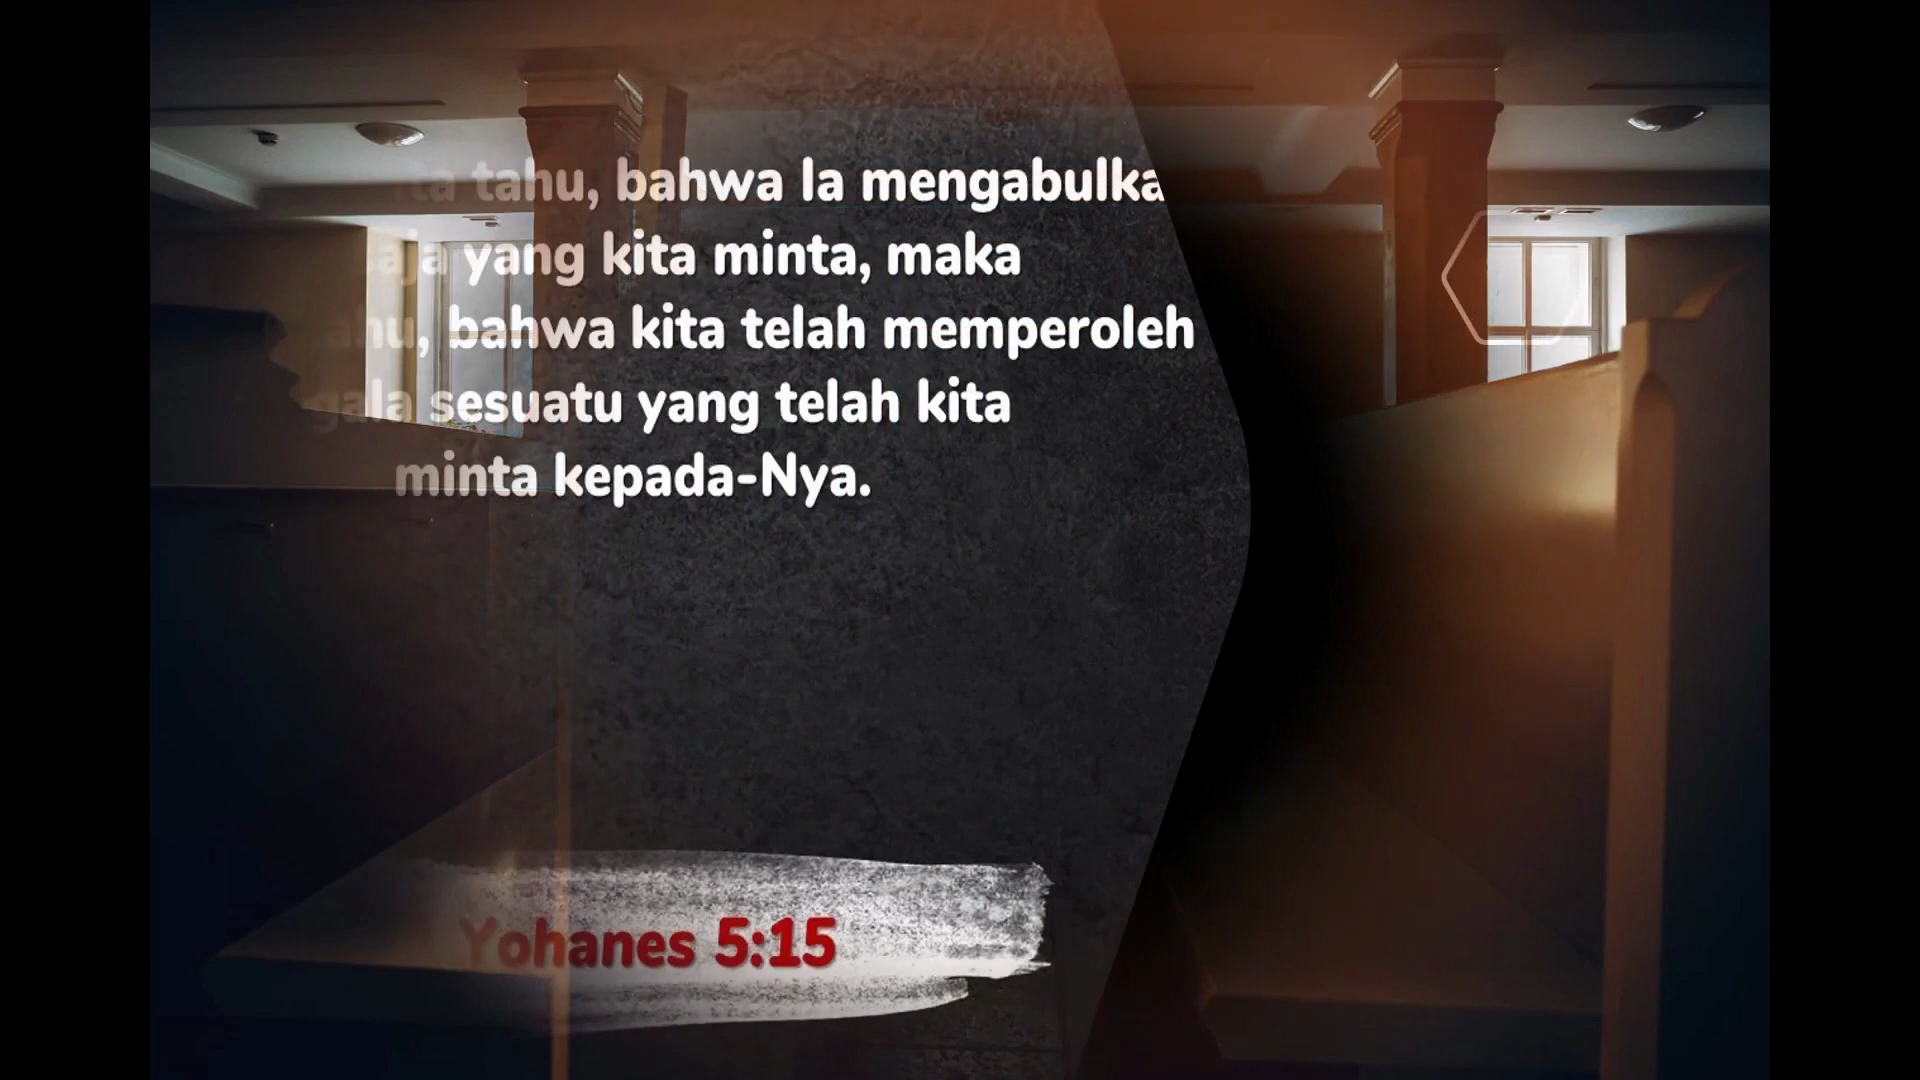 tahu, bahwa Ia mengabulka
yang kita minta, maka
bahwa kita telah memperoleh
sesuatu yang telah kita
minta kepada-Nya.
Yohanes 5:15